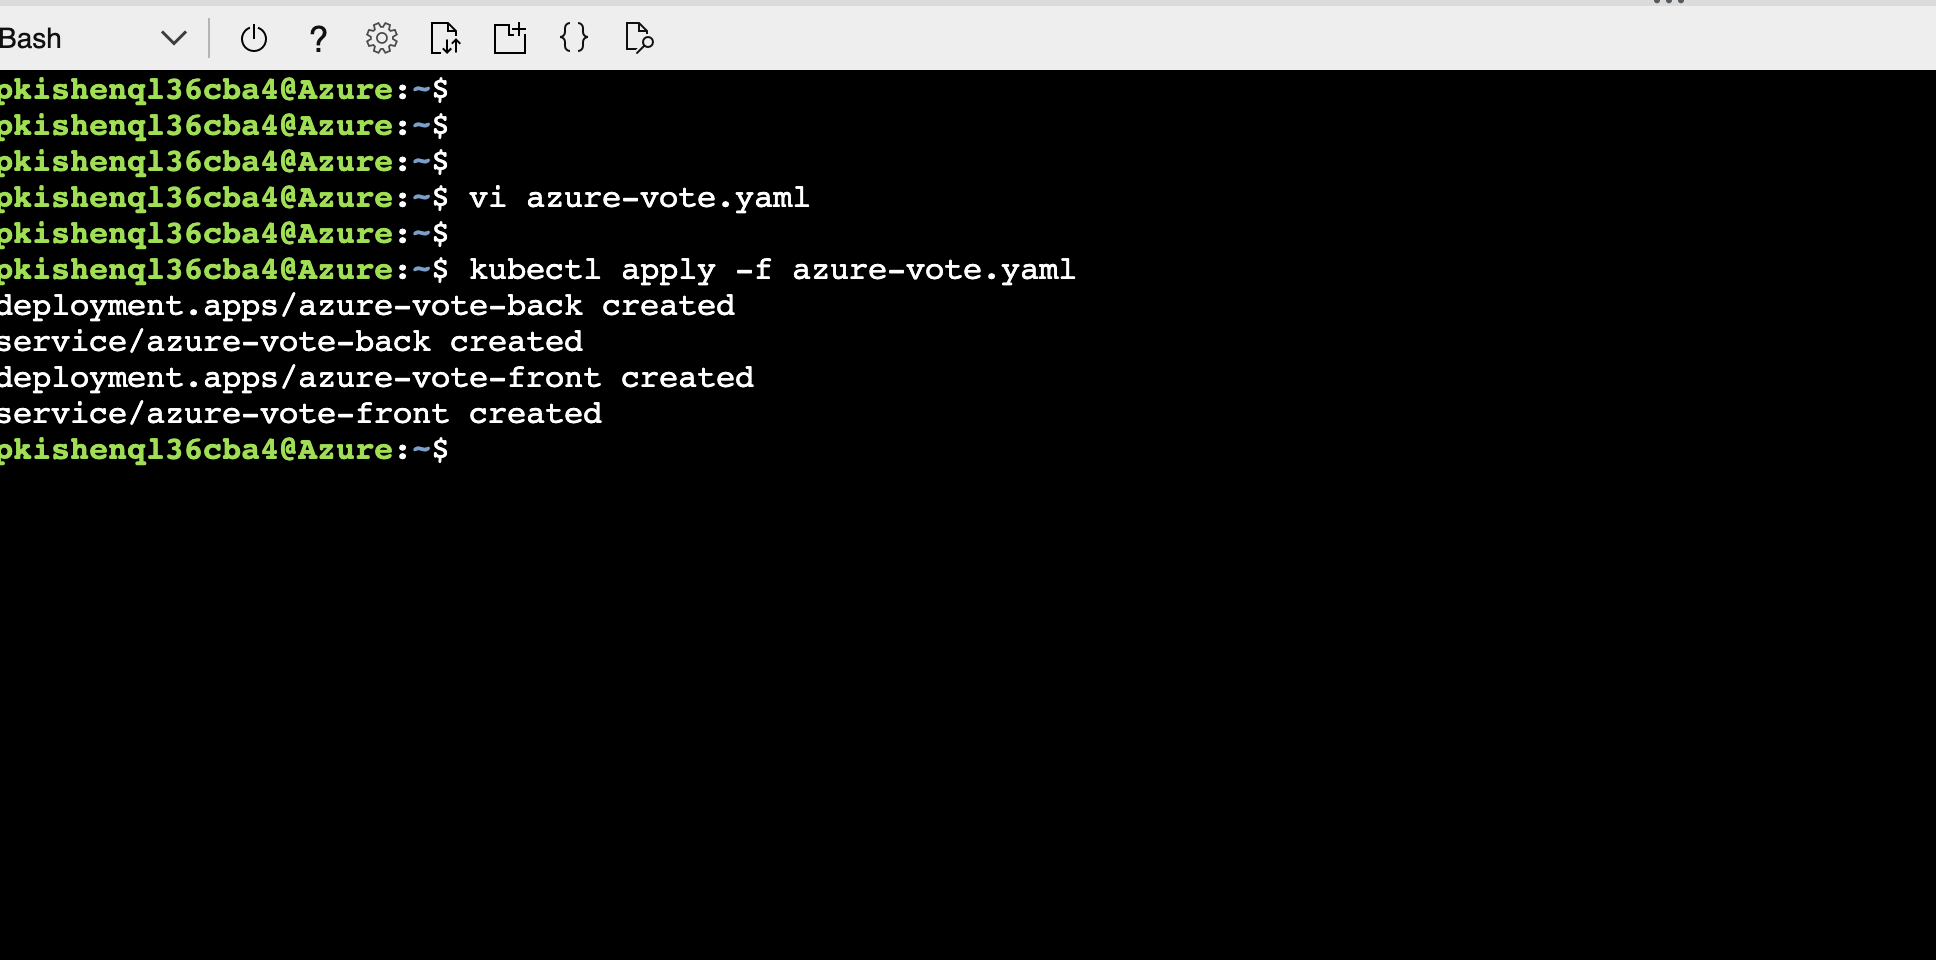 Bash
pkishenql36cba4@Azure:~$
pkishenql36cba4@Azure:~$
pkishenql36cba4@Azure:~$
pkishenql36cba4@Azure:~$ vi azure-vote.yaml
pkishenql36cba4@Azure:~$
pkishenql36cba4@Azure:~$ kubectl apply -f azure-vote.yaml
deployment.apps/azure-vote-back created
service/azure-vote-back created
deployment.apps/azure-vote-front created
service/azure-vote-front created
pkishenql36cba4@Azure:~$